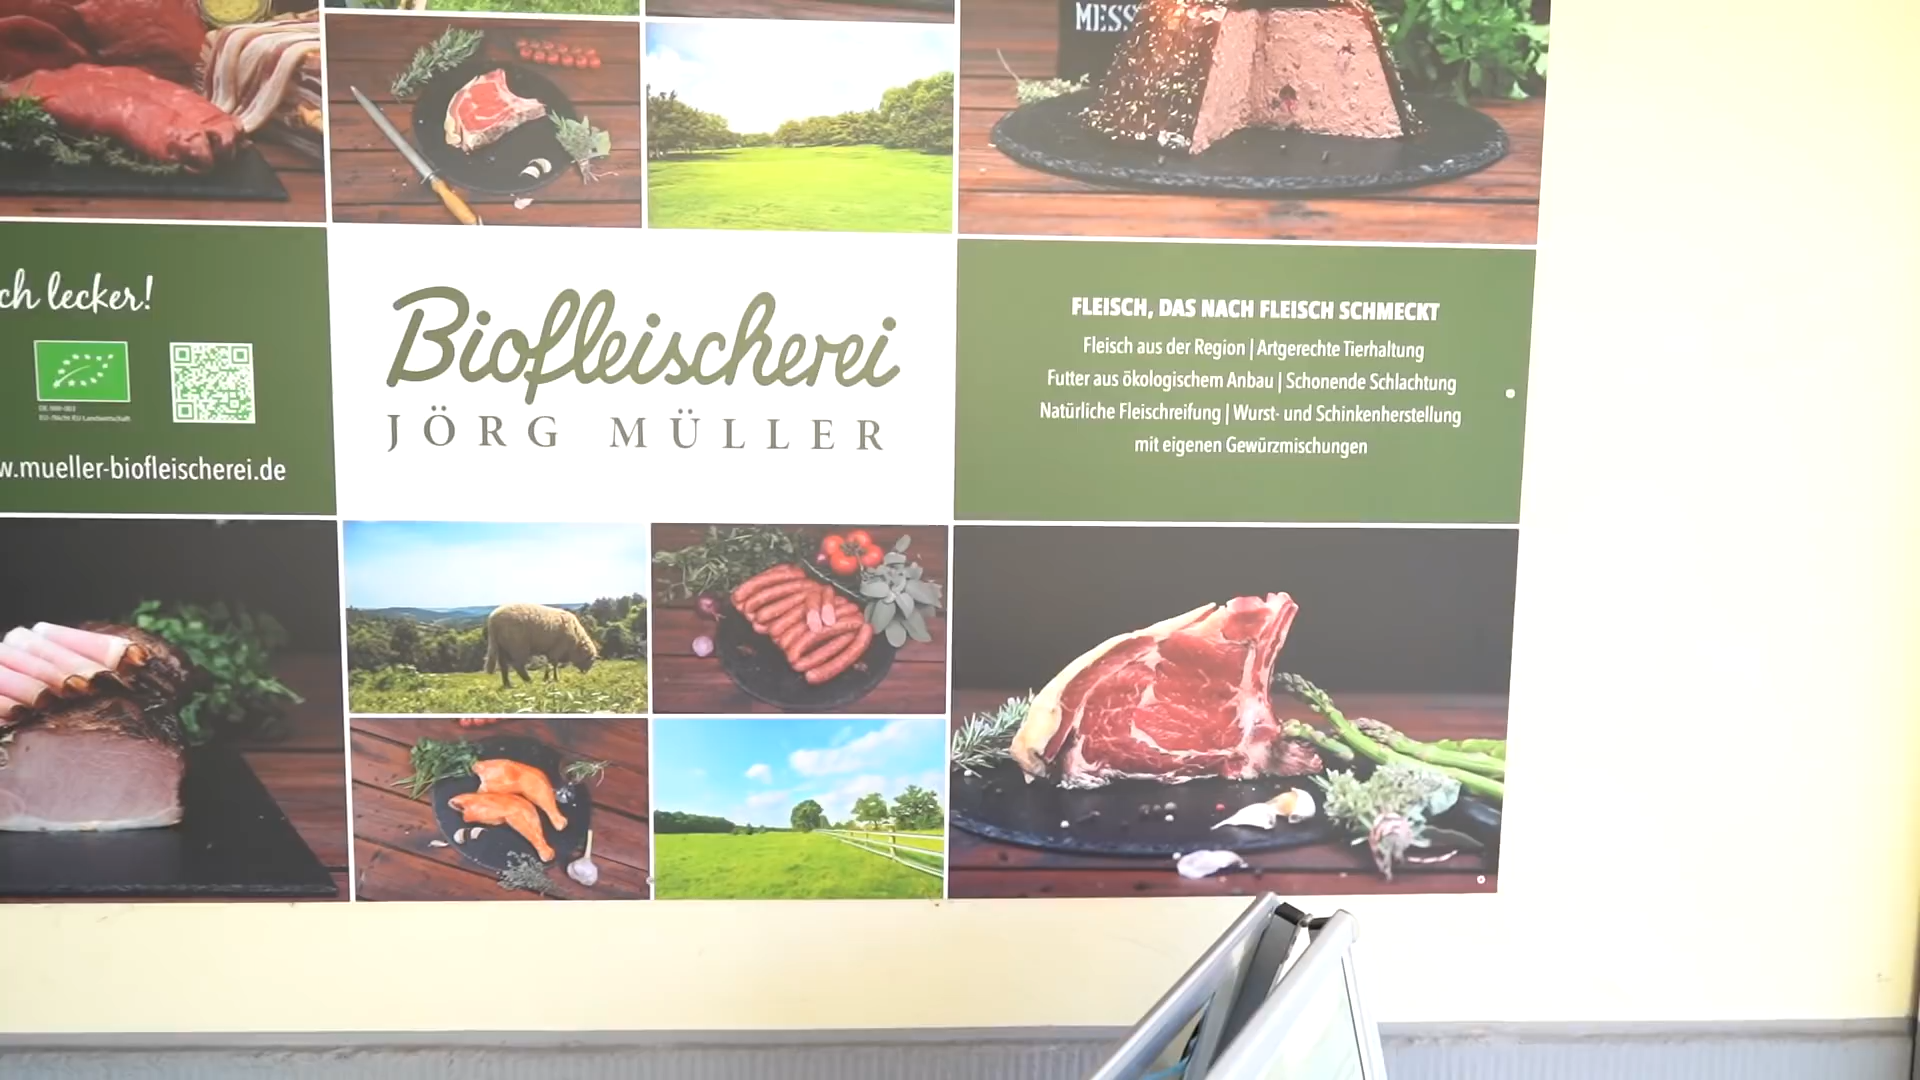 MESS
ch lecker!
Biofleischerei
JÖRG MÜLLER
w.mueller-biofleischerei.de
FLEISCH, DAS NACH FLEISCH SCHMECKT
Fleisch aus der Region | Artgerechte Tierhaltung
Futter aus ökologischem Anbau | Schonende Schlachtung
Natürliche Fleischreifung | Wurst- und Schinkenherstellung
mit eigenen Gewürzmischungen